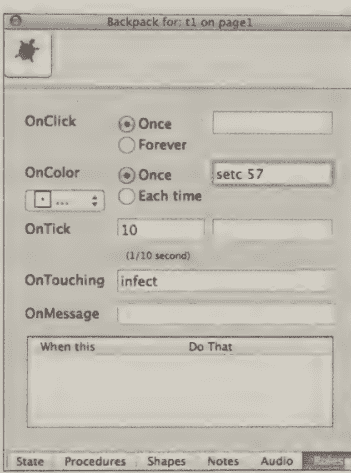 Backpack for: t1 on page1
OnClick Once
Forever
OnColor Once setc 57
... Each time
OnTick 10
(1/10 second)
OnTouching infect
OnMessage
When this Do That
State Procedures Shapes Notes Audio